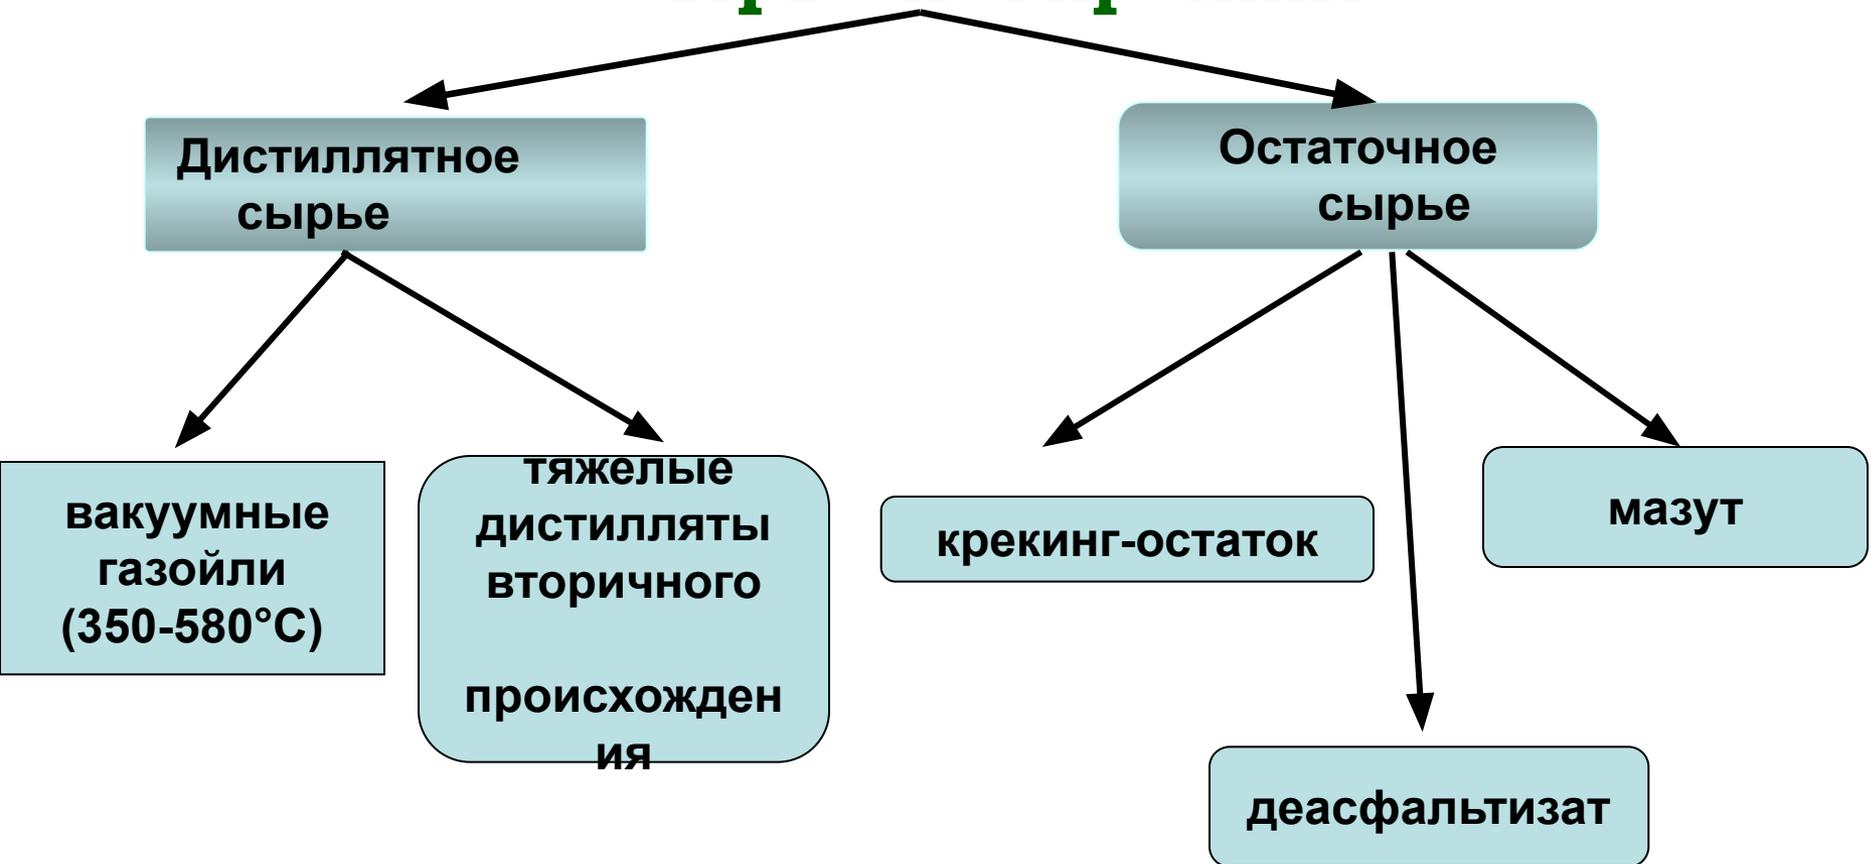 Дистиллятное
сырье
Остаточное
сырье
вакуумные
газойли
(350-580°С)
тяжелые
дистилляты
вторичного
происхожден
ия
крекинг-остаток
мазут
деасфальтизат